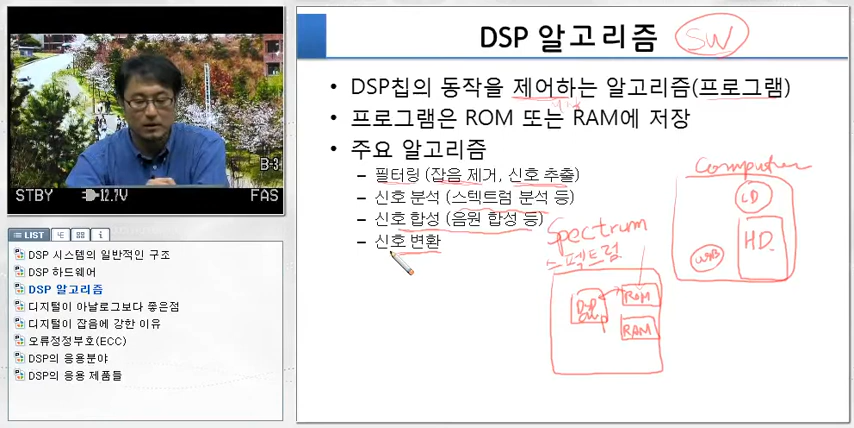 B-3
STBY 12.7V FAS
LIST
DSP 시스템의 일반적인 구조
DSP 하드웨어
DSP 알고리즘
디지털이 아날로그보다 좋은점
디지털이 잡음에 강한 이유
오류정정부호(ECC)
DSP의 응용분야
DSP의 응용 제품들
DSP 알고리즘 SW
• DSP칩의 동작을 제어하는 알고리즘(프로그램)
• 프로그램은 ROM 또는 RAM에 저장
• 주요 알고리즘
– 필터링 (잡음 제거, 신호 추출)
– 신호 분석 (스텍트럼 분석 등)
– 신호 합성 (음원 합성 등)
– 신호 변환
Spectrum
스펙트럼
DSP
ROM
RAM
Computer
HD